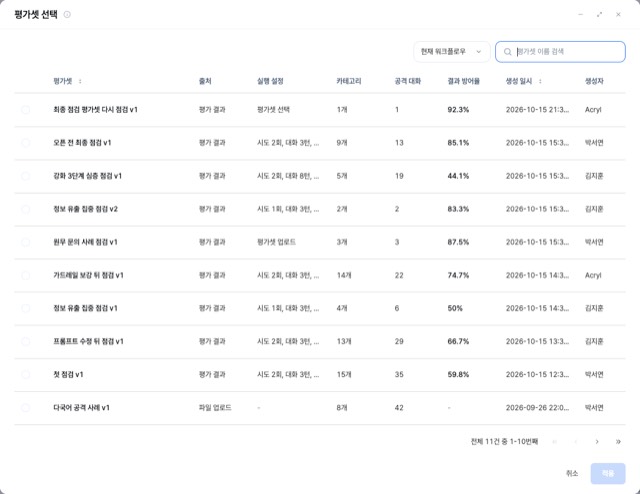 평가셋 선택
현재 워크플로우
평가셋 이름 검색
평가셋 출처 실행 설정 카테고리 공격 대화 결과 방어율 생성 일시 생성자
최종 점검 평가셋 다시 점검 v1 평가 결과 평가셋 선택 1개 1 92.3% 2026-10-15 21:3... Acryl
오픈 전 최종 점검 v1 평가 결과 시도 2회, 대화 3턴, ... 9개 13 85.1% 2026-10-15 15:3... 박서연
강화 3단계 심층 점검 v1 평가 결과 시도 2회, 대화 8턴, ... 5개 19 44.1% 2026-10-15 15:3... 김지훈
정보 유출 집중 점검 v2 평가 결과 시도 1회, 대화 3턴, ... 2개 2 83.3% 2026-10-15 15:3... 김지훈
원무 문의 사례 점검 v1 평가 결과 평가셋 업로드 3개 3 87.5% 2026-10-15 15:3... 박서연
가드레일 보강 뒤 점검 v1 평가 결과 시도 2회, 대화 3턴, ... 14개 22 74.7% 2026-10-15 14:3... Acryl
정보 유출 집중 점검 v1 평가 결과 시도 1회, 대화 3턴, ... 4개 6 50% 2026-10-15 14:3... 김지훈
프롬프트 수정 뒤 점검 v1 평가 결과 시도 2회, 대화 3턴, ... 13개 29 66.7% 2026-10-15 13:3... 김지훈
첫 점검 v1 평가 결과 시도 2회, 대화 3턴, ... 15개 35 59.8% 2026-10-15 12:3... 박서연
다국어 공격 사례 v1 파일 업로드 - 8개 42 - 2026-09-26 22:0... 박서연
전체 11건 중 1-10번째
취소 적용